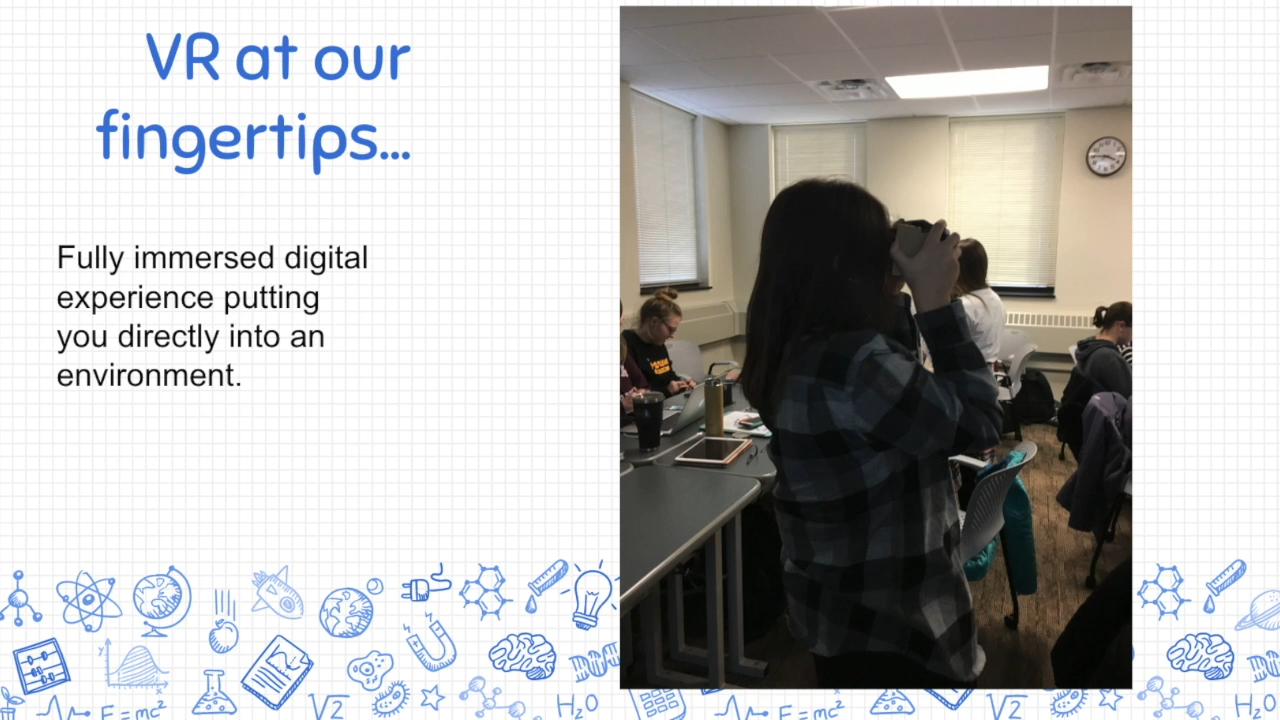 VR at our
fingertips...
Fully immersed digital
experience putting
you directly into an
environment.
y
x
√2
E=mc²
H₂O
E=mc²
√2
H₂O